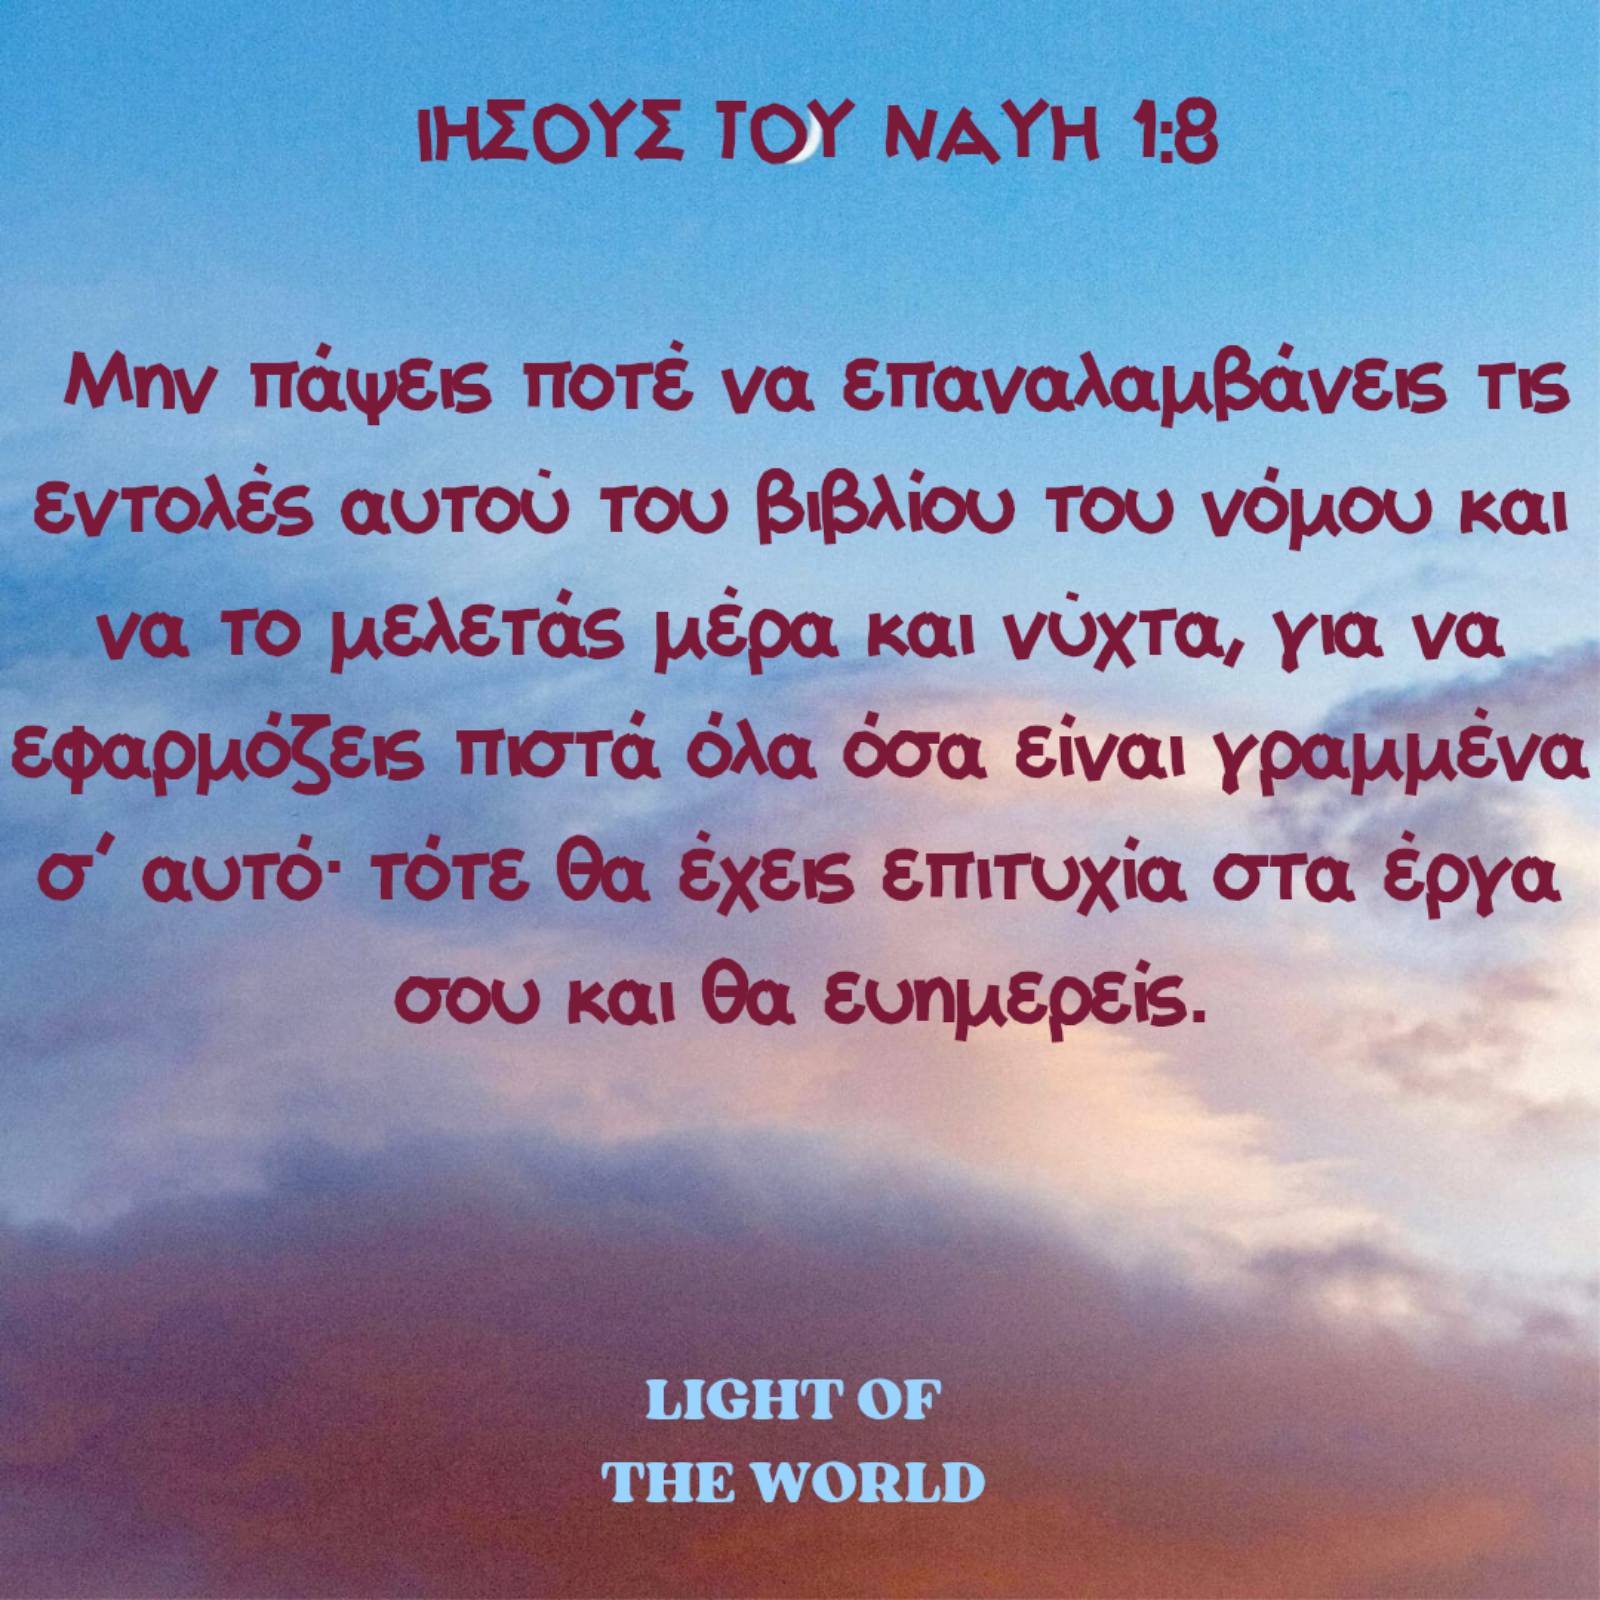 ΙΗΣΟΥΣ ΤΟΥ ΝΑΥΗ 1:8
Μην πάψεις ποτέ να επαναλαμβάνεις τις
εντολές αυτού του βιβλίου του νόμου και
να το μελετάς μέρα και νύχτα, για να
εφαρμόζεις πιστά όλα όσα είναι γραμμένα
σ’ αυτό· τότε θα έχεις επιτυχία στα έργα
σου και θα ευημερείς.
LIGHT OF
THE WORLD